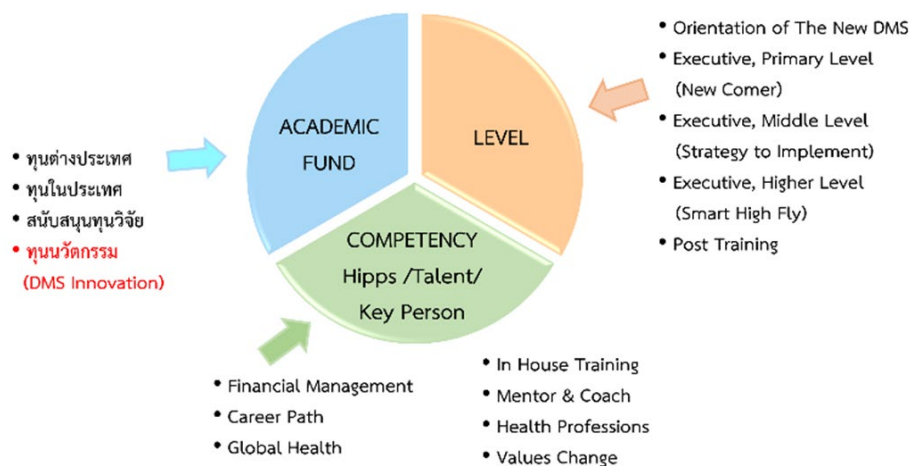 ACADEMIC
FUND
LEVEL
COMPETENCY
Hipps /Talent/
Key Person
• ทุนต่างประเทศ
• ทุนในประเทศ
• สนับสนุนทุนวิจัย
• ทุนนวัตกรรม
(DMS Innovation)
• Orientation of The New DMS
• Executive, Primary Level
(New Comer)
• Executive, Middle Level
(Strategy to Implement)
• Executive, Higher Level
(Smart High Fly)
• Post Training
• Financial Management
• Career Path
• Global Health
• In House Training
• Mentor & Coach
• Health Professions
• Values Change